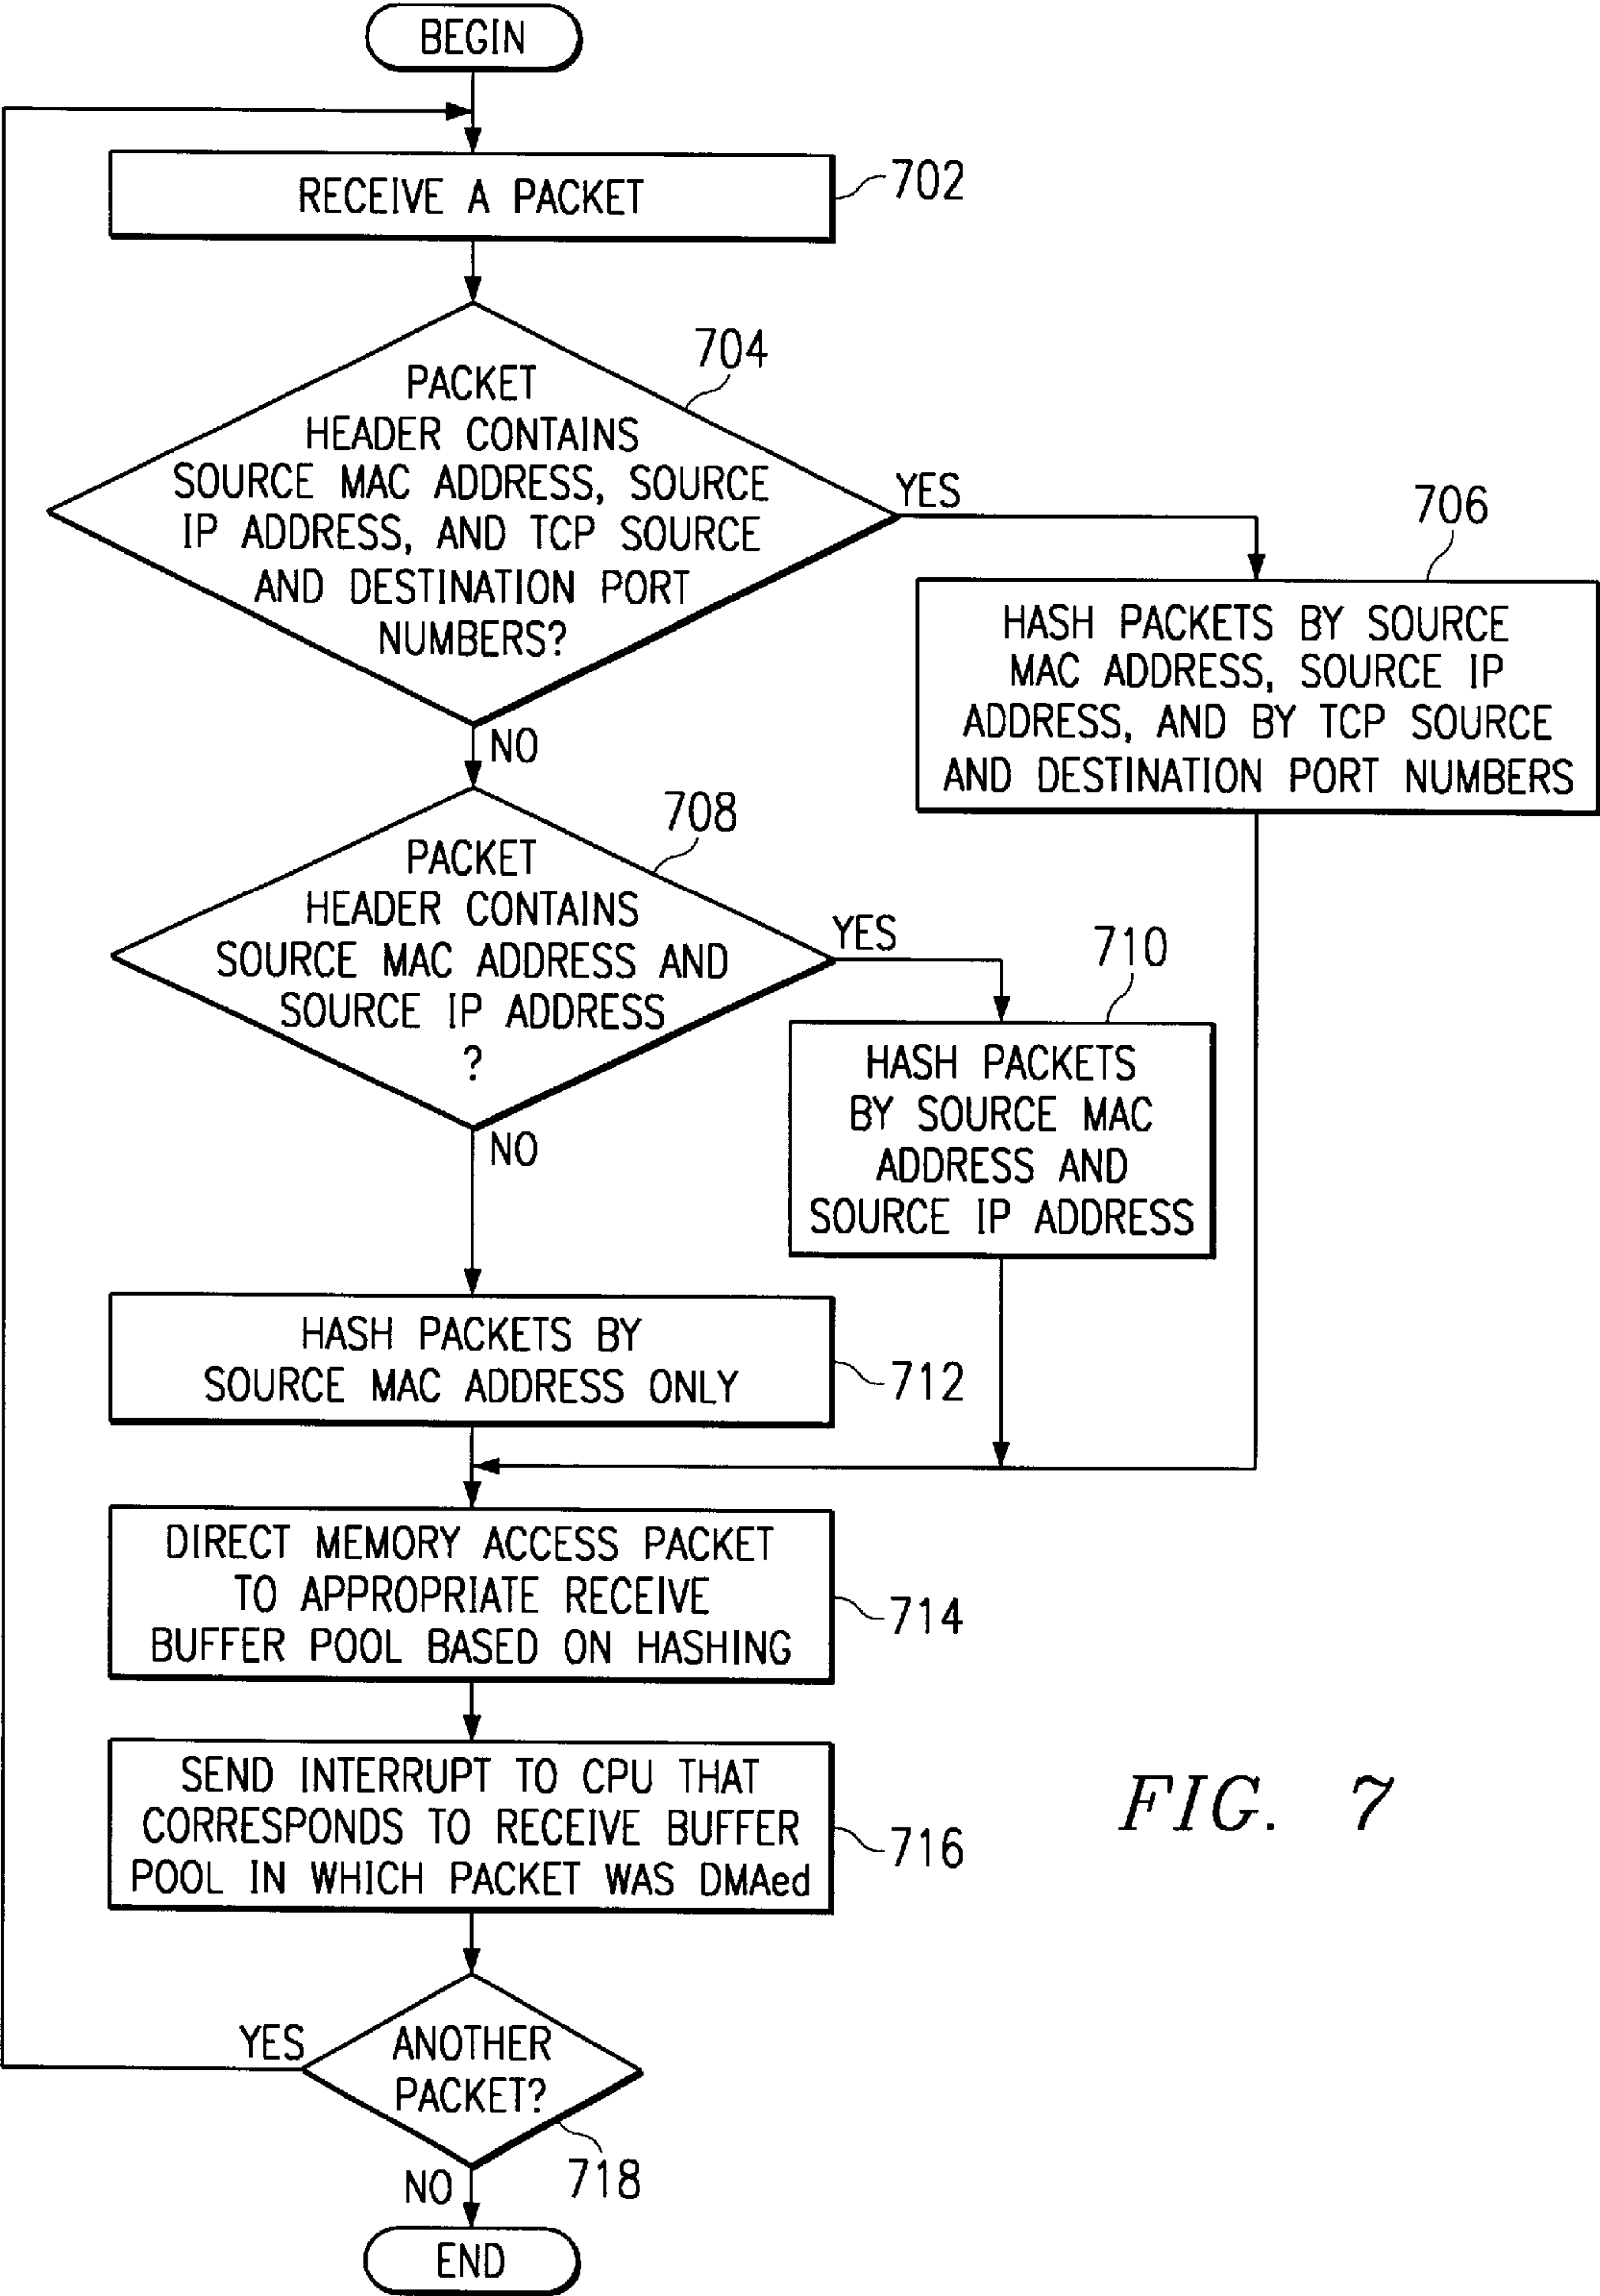 BEGIN
RECEIVE A PACKET
702
704
PACKET
HEADER CONTAINS
SOURCE MAC ADDRESS, SOURCE
IP ADDRESS, AND TCP SOURCE
AND DESTINATION PORT
NUMBERS?
YES
NO
706
HASH PACKETS BY SOURCE
MAC ADDRESS, SOURCE IP
ADDRESS, AND BY TCP SOURCE
AND DESTINATION PORT NUMBERS
708
PACKET
HEADER CONTAINS
SOURCE MAC ADDRESS AND
SOURCE IP ADDRESS
?
YES
NO
710
HASH PACKETS
BY SOURCE MAC
ADDRESS AND
SOURCE IP ADDRESS
HASH PACKETS BY
SOURCE MAC ADDRESS ONLY
712
DIRECT MEMORY ACCESS PACKET
TO APPROPRIATE RECEIVE
BUFFER POOL BASED ON HASHING
714
SEND INTERRUPT TO CPU THAT
CORRESPONDS TO RECEIVE BUFFER
POOL IN WHICH PACKET WAS DMAed
716
FIG. 7
YES
ANOTHER
PACKET?
718
NO
END